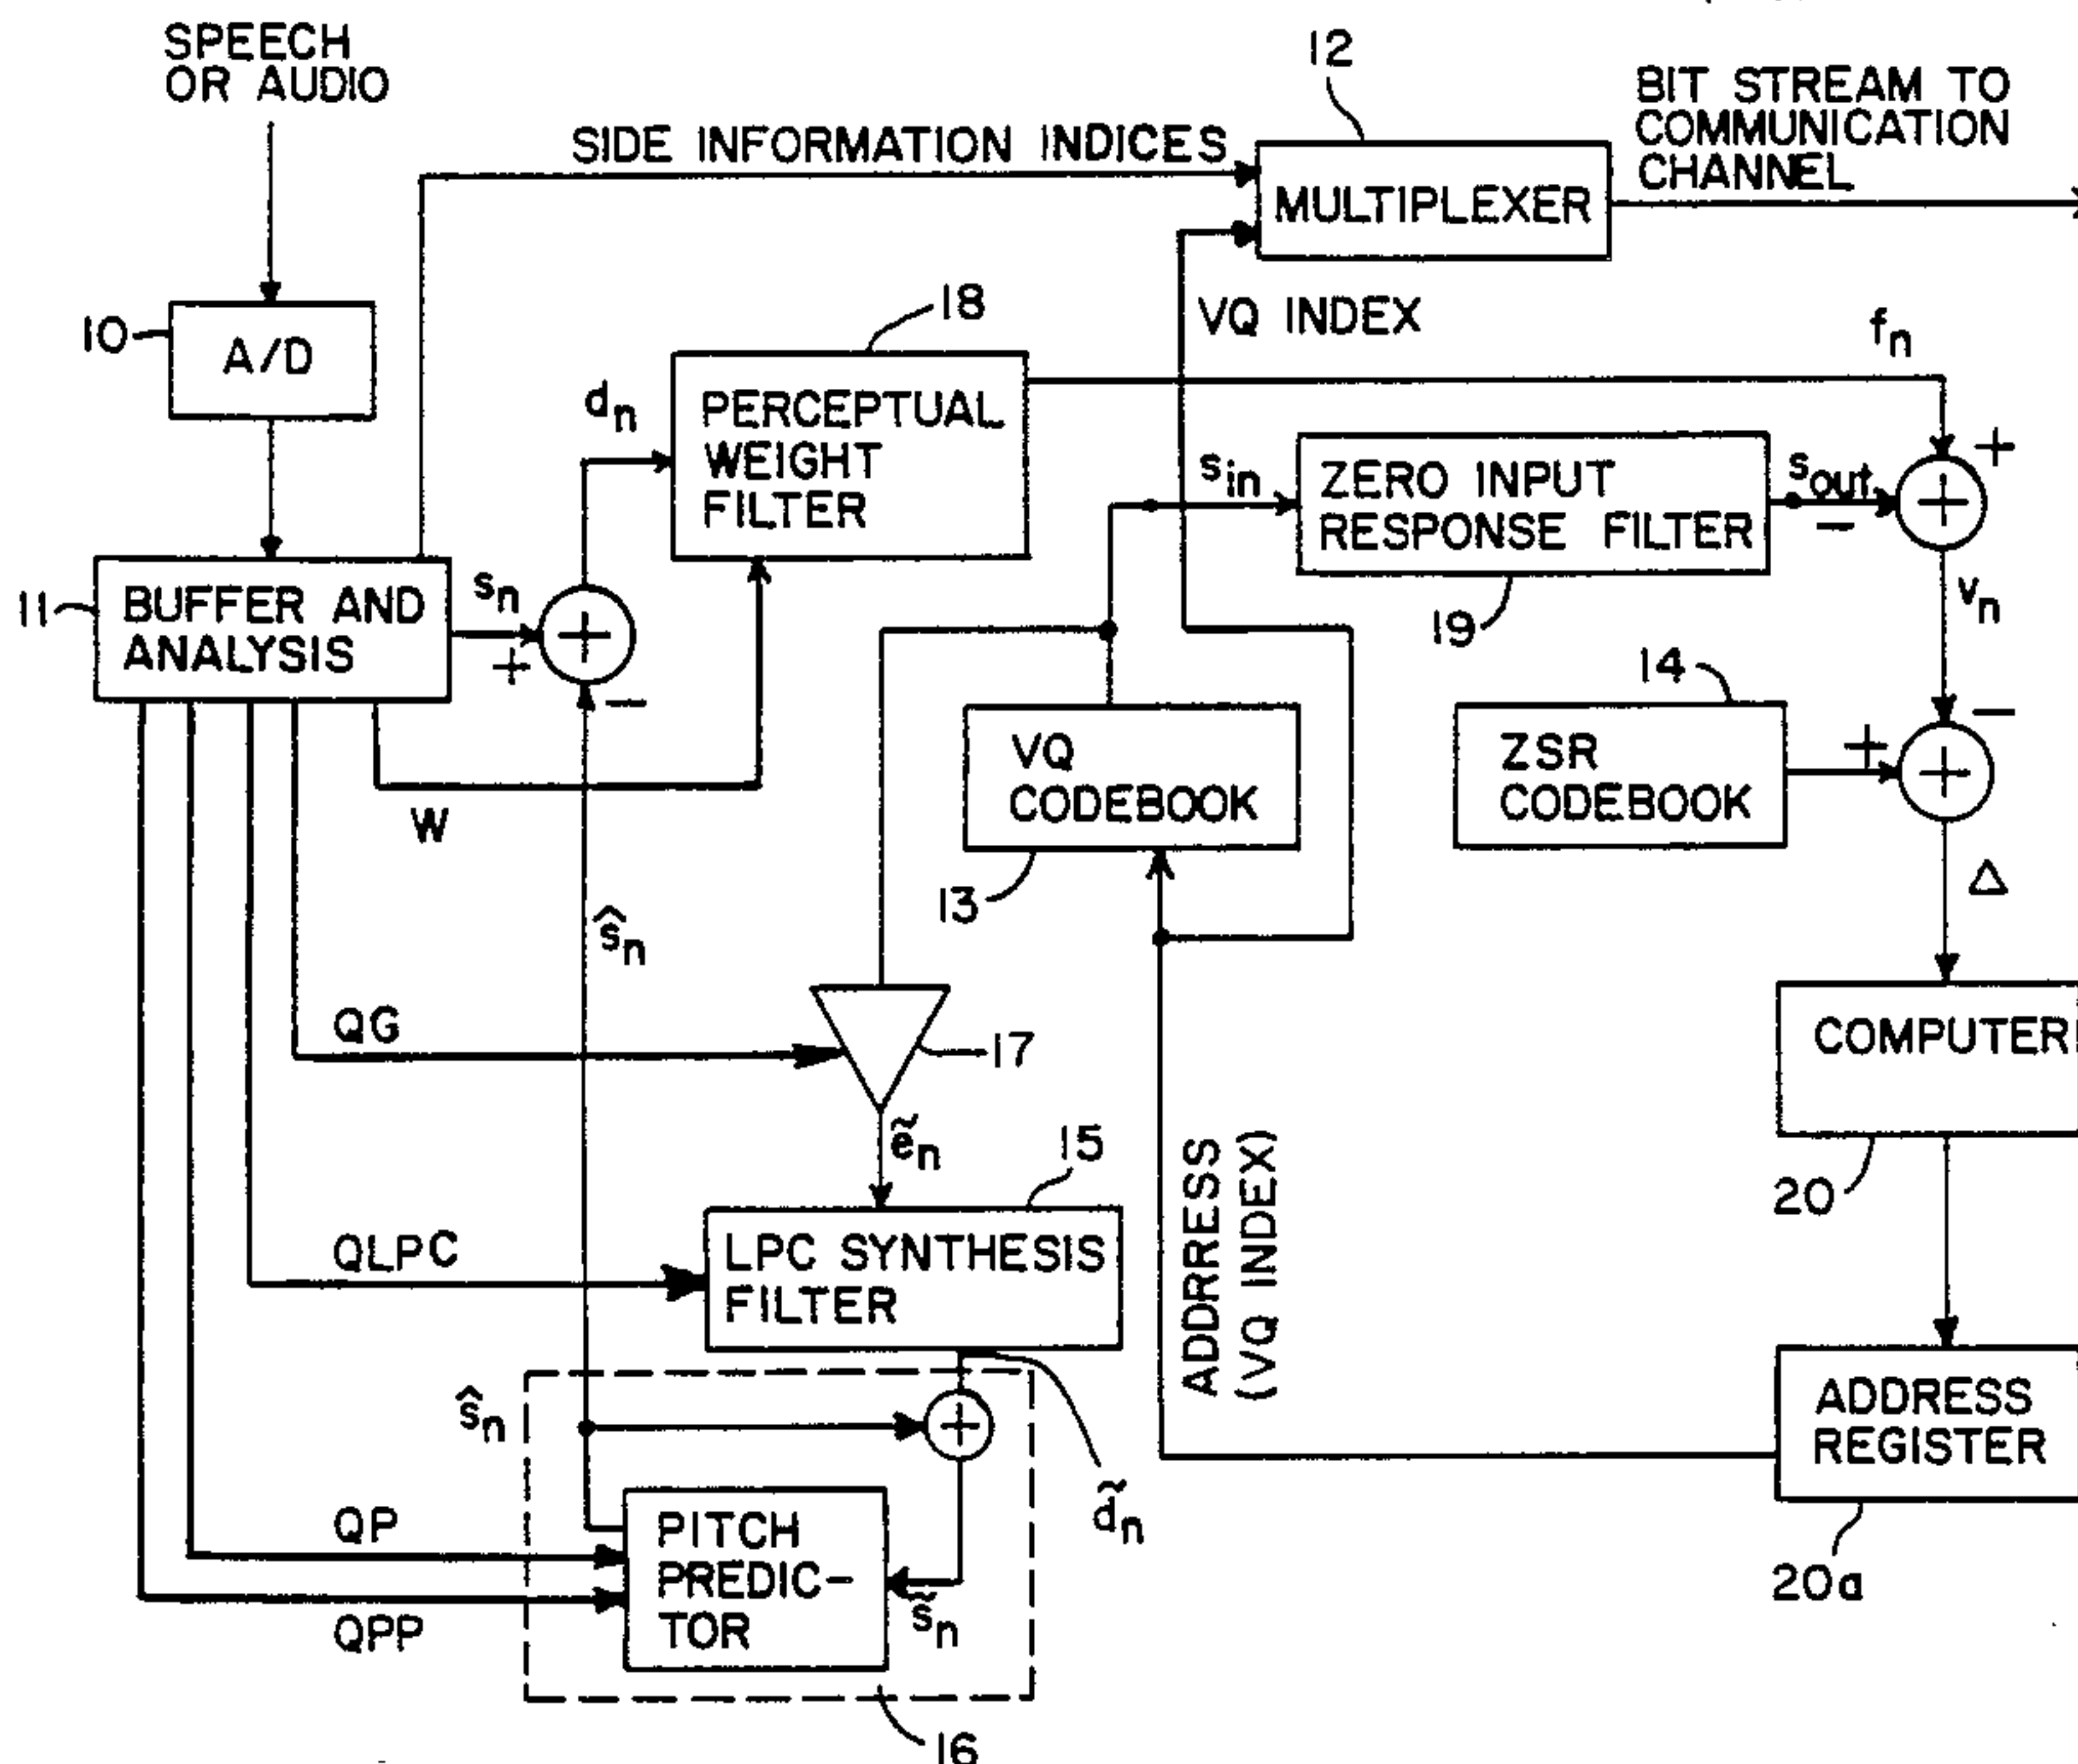 SPEECH
OR AUDIO
12
BIT STREAM TO
COMMUNICATION
CHANNEL
SIDE INFORMATION INDICES
MULTIPLEXER
10
A/D
18
VQ INDEX
fn
dn
PERCEPTUAL
WEIGHT
FILTER
+
sin
ZERO INPUT
RESPONSE FILTER
sout
−
+
11
BUFFER AND
ANALYSIS
sn
+
+
−
19
vn
14
−
VQ
CODEBOOK
ZSR
CODEBOOK
+
+
W
13
Δ
ŝn
QG
17
COMPUTER
ẽn
15
20
QLPC
LPC SYNTHESIS
FILTER
ADDRRESS
(VQ INDEX)
ŝn
+
ADDRESS
REGISTER
d̃n
QP
PITCH
PREDIC-
TOR
s̃n
20a
QPP
16